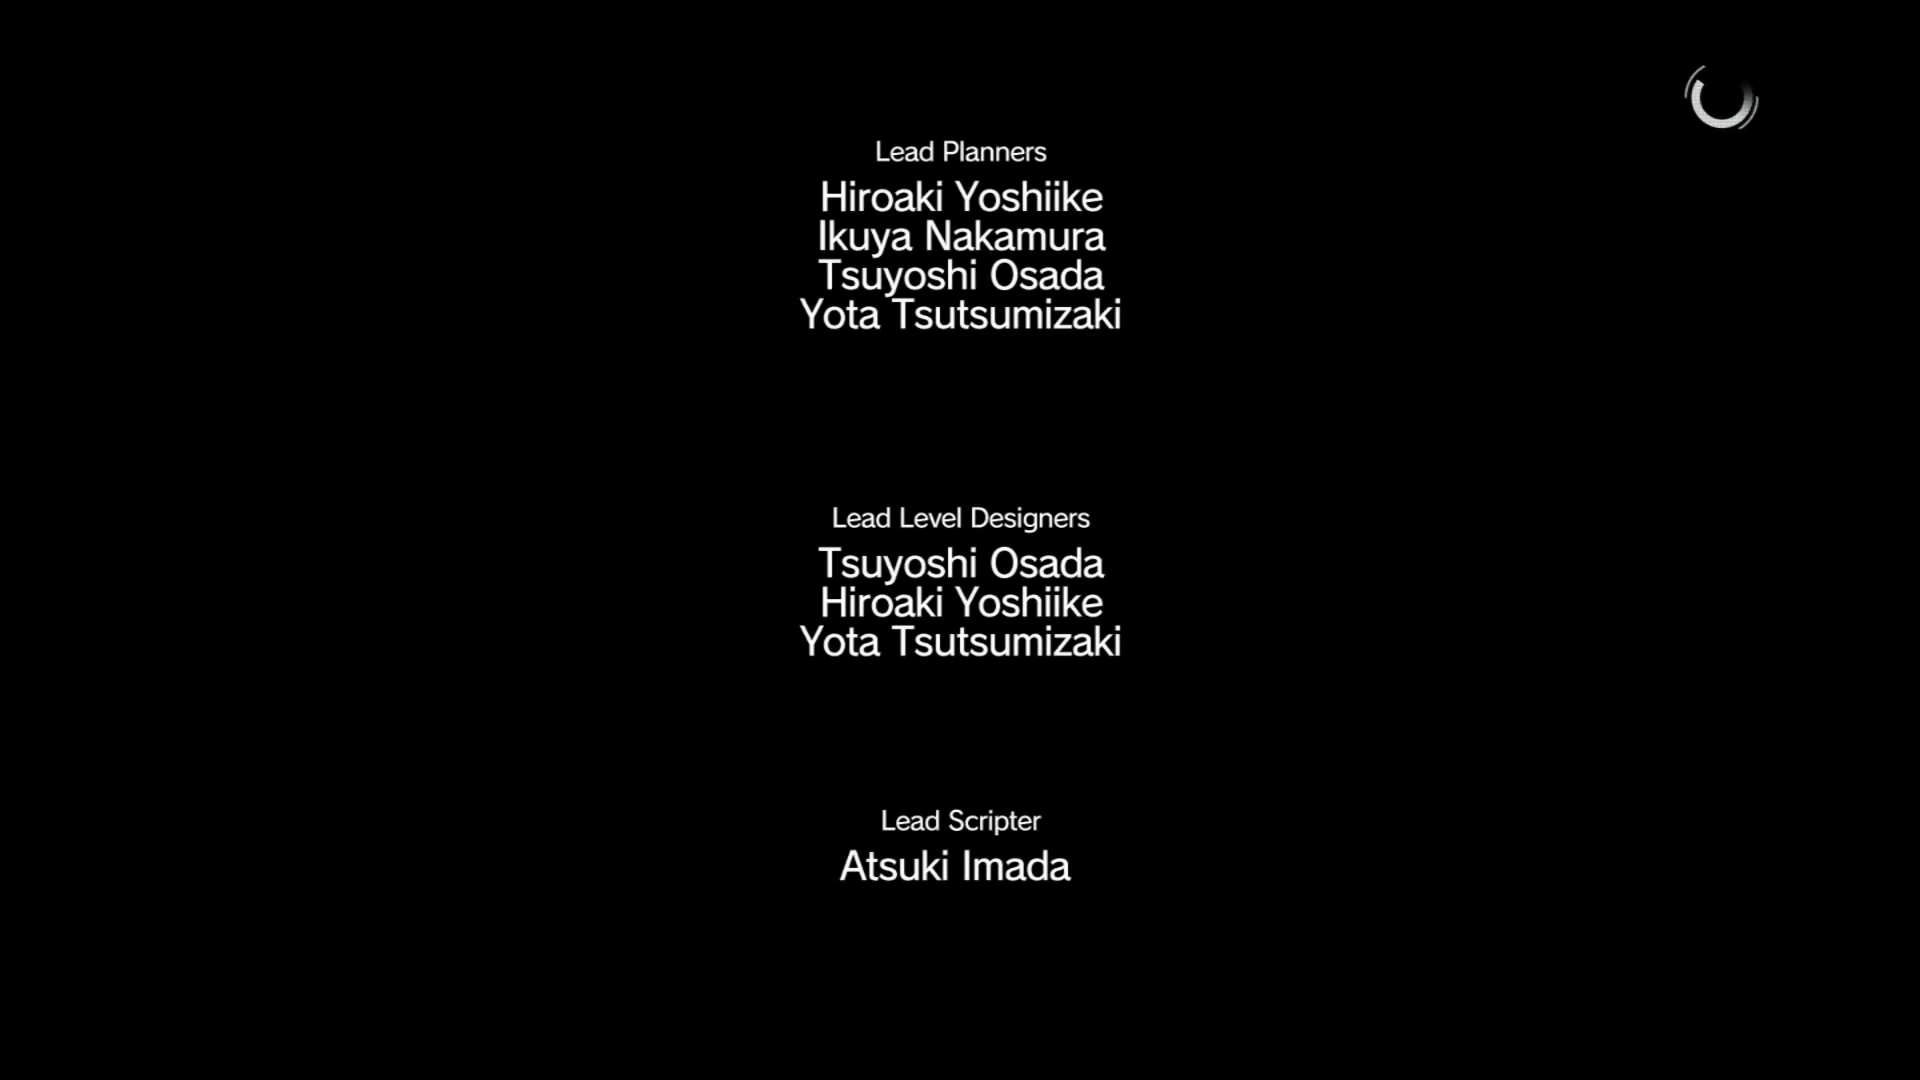 Lead Planners
Hiroaki Yoshiike
Ikuya Nakamura
Tsuyoshi Osada
Yota Tsutsumizaki
Lead Level Designers
Tsuyoshi Osada
Hiroaki Yoshiike
Yota Tsutsumizaki
Lead Scripter
Atsuki Imada